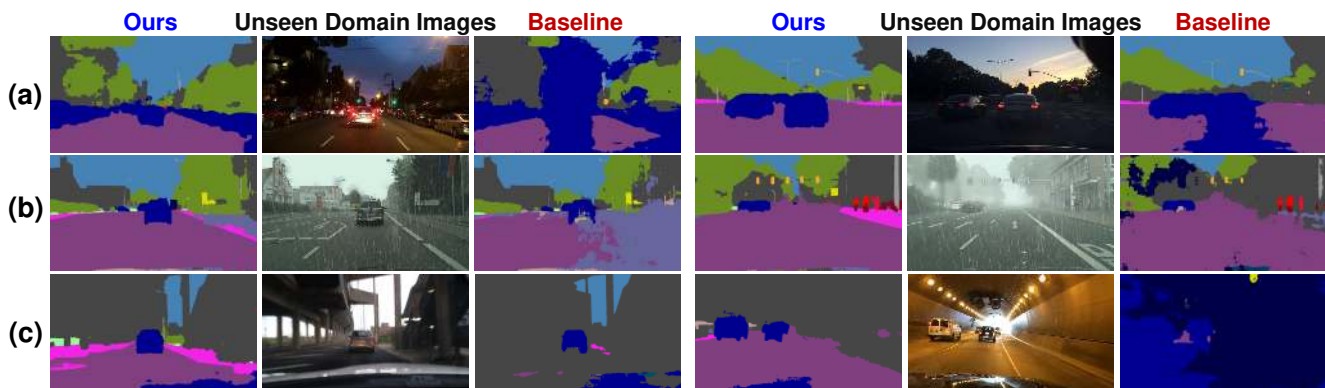 Ours Unseen Domain Images Baseline Ours Unseen Domain Images Baseline
(a)
(b)
(c)